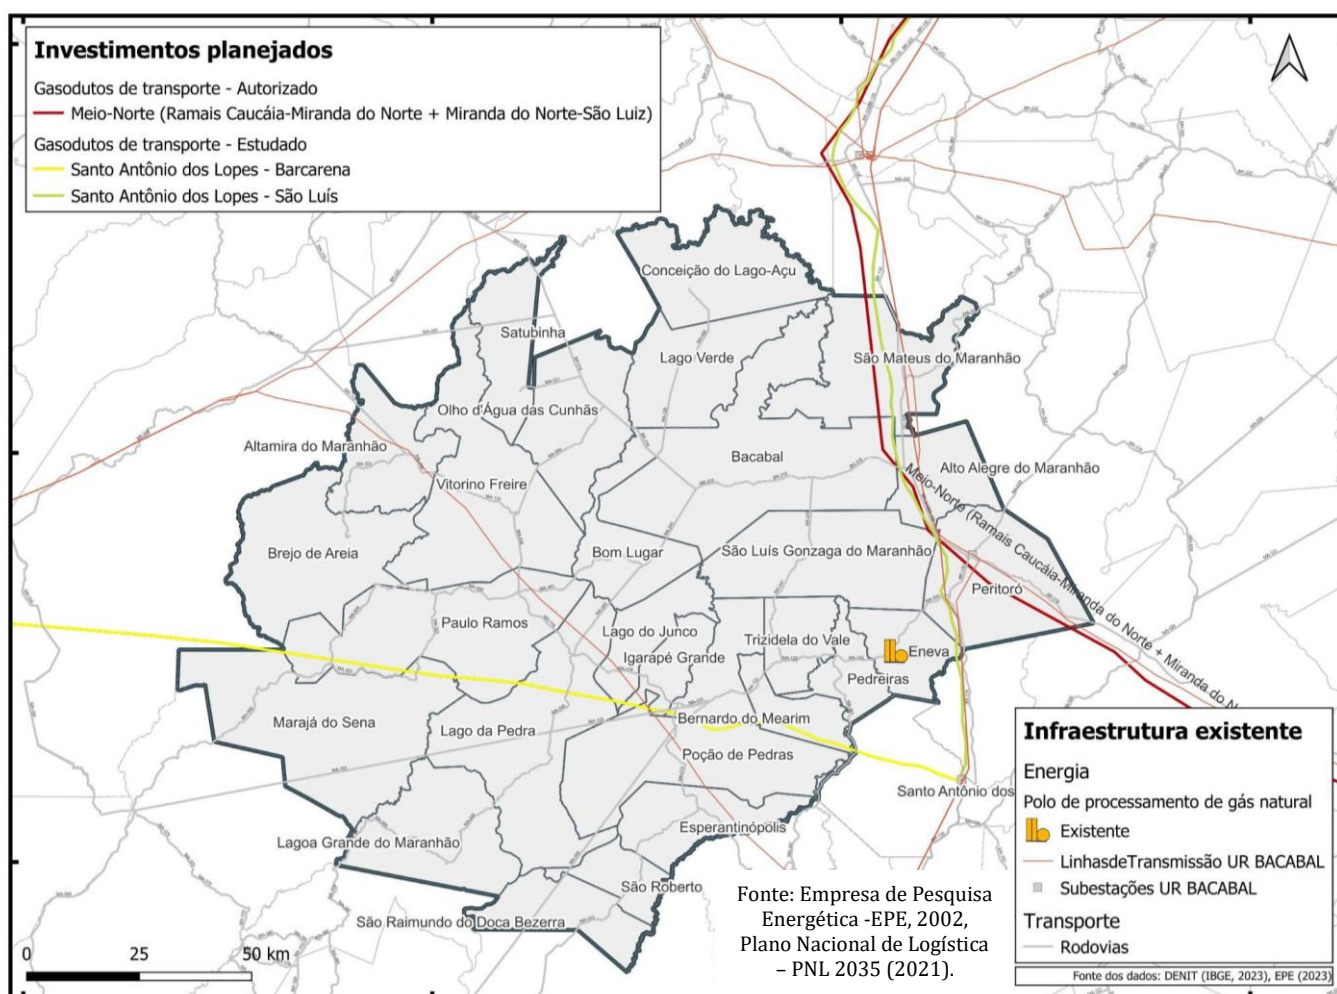 Investimentos planejados
Gasodutos de transporte - Autorizado
Meio-Norte (Ramais Caucáia-Miranda do Norte + Miranda do Norte-São Luiz)
Gasodutos de transporte - Estudado
Santo Antônio dos Lopes - Barcarena
Santo Antônio dos Lopes - São Luís
Conceição do Lago-Açu
Satubinha
Lago Verde
São Mateus do Maranhão
Olho d'Água das Cunhãs
Altamira do Maranhão
Bacabal
Alto Alegre do Maranhão
Vitorino Freire
Meio-Norte (Ramais Caucáia-Miranda do Norte + Miranda do N
Brejo de Areia
Bom Lugar
São Luís Gonzaga do Maranhão
Peritoró
Paulo Ramos
Lago do Junco
Trizidela do Vale
Igarapé Grande
Eneva
Pedreiras
Marajá do Sena
Lago da Pedra
Bernardo do Mearim
Poção de Pedras
Santo Antônio dos
Esperantinópolis
Lagoa Grande do Maranhão
São Roberto
São Raimundo do Doca Bezerra
Infraestrutura existente
Energia
Polo de processamento de gás natural
Existente
LinhasdeTransmissão UR BACABAL
Subestações UR BACABAL
Transporte
Rodovias
Fonte: Empresa de Pesquisa
Energética -EPE, 2002,
Plano Nacional de Logística
– PNL 2035 (2021).
0 25 50 km
Fonte dos dados: DENIT (IBGE, 2023), EPE (2023)